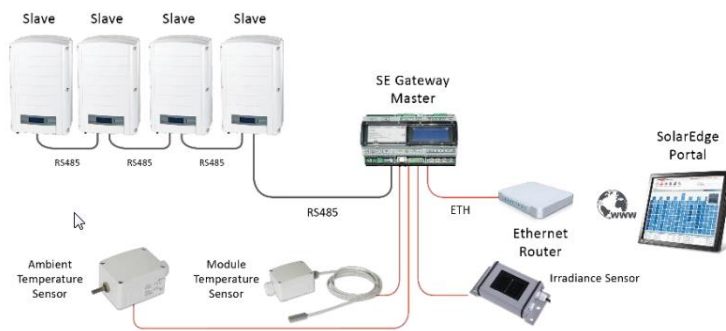 Slave
Slave
Slave
Slave
SE Gateway
Master
SolarEdge
Portal
RS485
RS485
RS485
RS485
ETH
WWW
Ethernet
Router
Ambient
Temperature
Sensor
Module
Temperature
Sensor
Irradiance Sensor